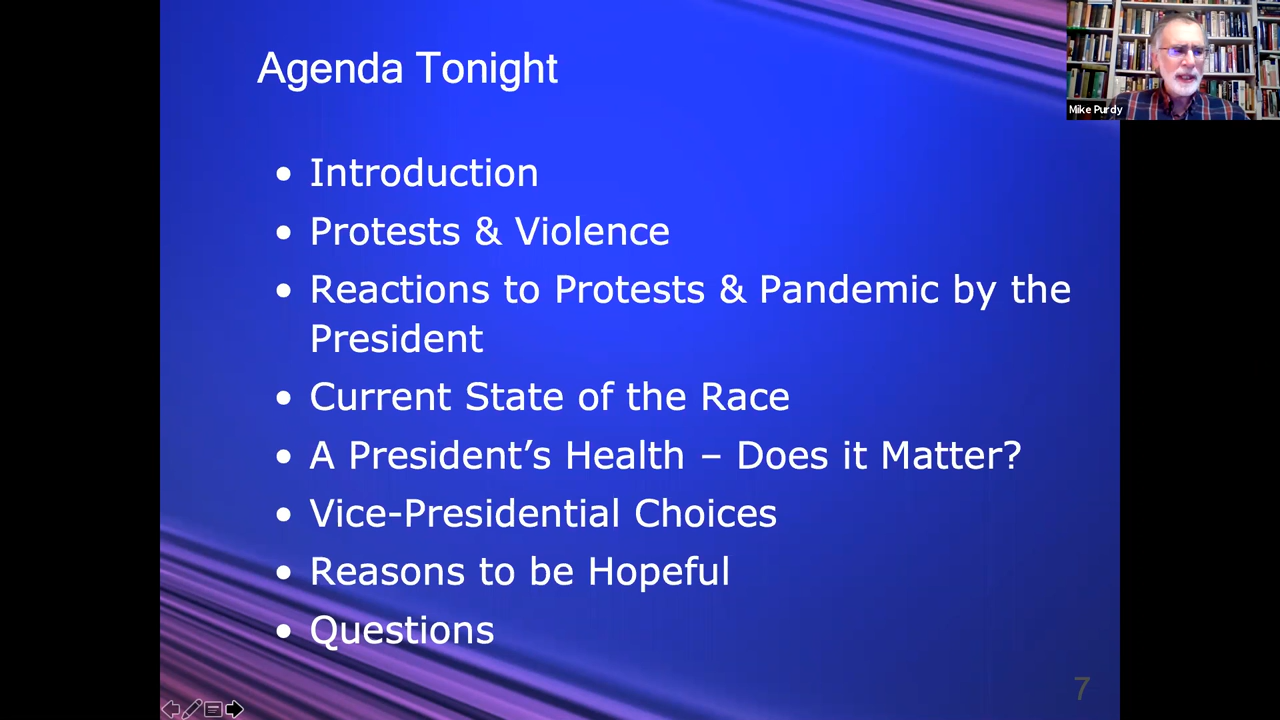 Agenda Tonight
Mike Purdy
• Introduction
• Protests & Violence
• Reactions to Protests & Pandemic by the
President
• Current State of the Race
• A President’s Health – Does it Matter?
• Vice-Presidential Choices
• Reasons to be Hopeful
• Questions
7